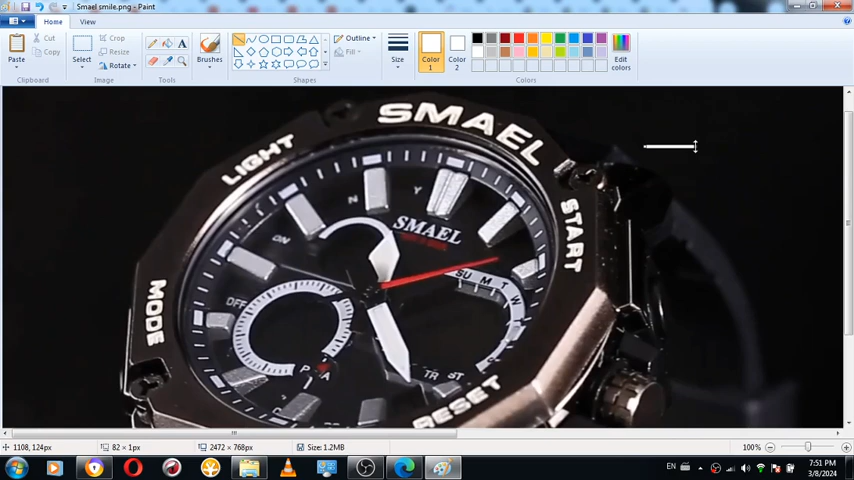 Smael smile.png - Paint
Home
View
Paste
Cut
Copy
Clipboard
Select
Crop
Resize
Rotate
Image
A
Tools
Brushes
Outline
Fill
Shapes
Size
Color
1
Color
2
Edit
colors
Colors
SMAEL
LIGHT
START
MODE
RESET
SMAEL
ON
N
Y
OFF
SU M T W
P A
TR
ST
1108, 124px
82 × 1px
2472 × 768px
Size: 1.2MB
100%
EN
7:51 PM
3/8/2024